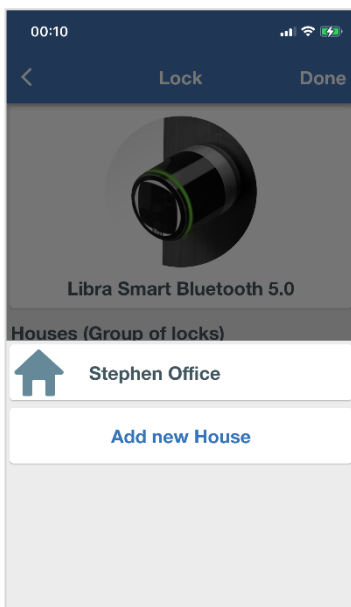 00:10
Lock
Done
Libra Smart Bluetooth 5.0
Houses (Group of locks)
Stephen Office
Add new House